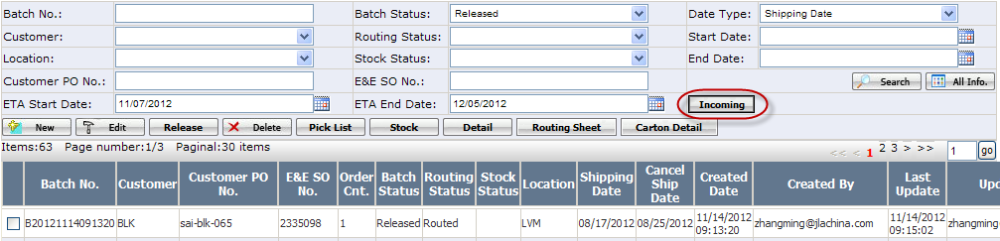 Batch No.: Batch Status: Released Date Type: Shipping Date
Customer: Routing Status: Start Date:
Location: Stock Status: End Date:
Customer PO No.: E&E SO No.: Search All Info.
ETA Start Date: 11/07/2012 ETA End Date: 12/05/2012 Incoming
New Edit Release Delete Pick List Stock Detail Routing Sheet Carton Detail
Items:63 Page number:1/3 Paginal:30 items << < 1 2 3 > >> 1 go
Batch No. Customer Customer PO No. E&E SO No. Order Cnt. Batch Status Routing Status Stock Status Location Shipping Date Cancel Ship Date Created Date Created By Last Update Upc
B20121114091320 BLK sai-blk-065 2335098 1 Released Routed LVM 08/17/2012 08/25/2012 11/14/2012 09:13:20 zhangming@jlachina.com 11/14/2012 09:15:02 zhangming